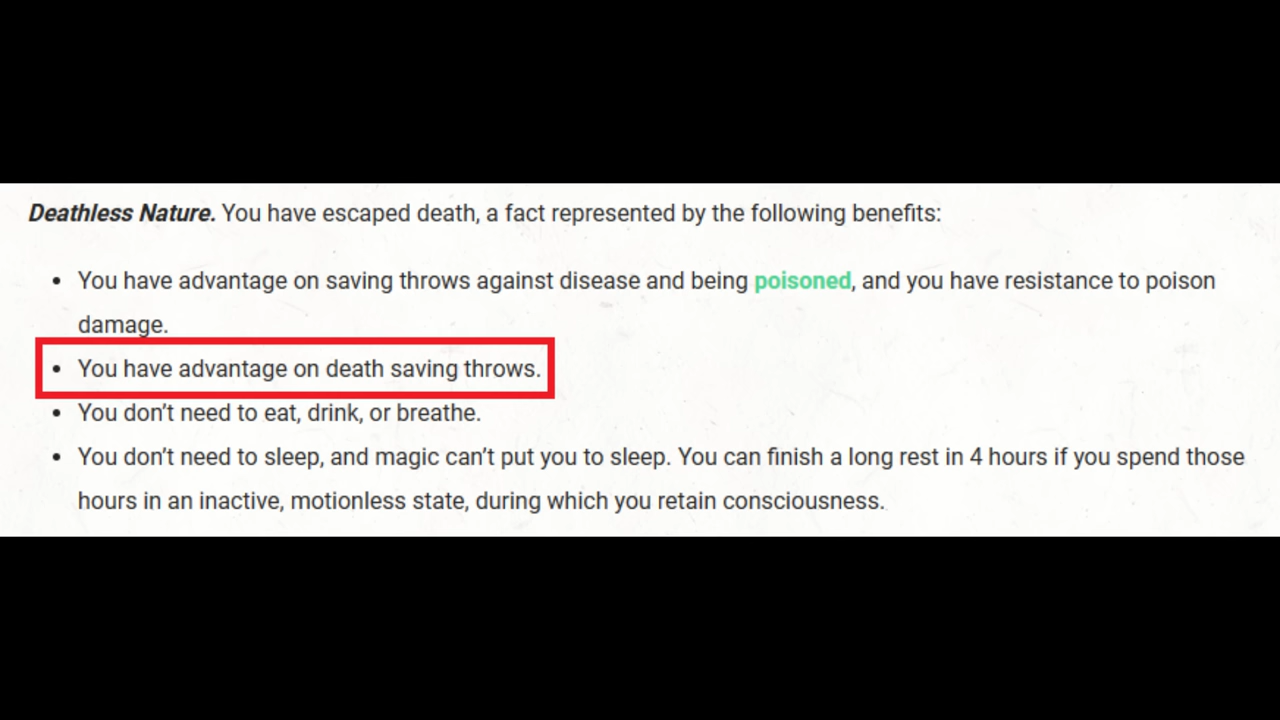 Deathless Nature. You have escaped death, a fact represented by the following benefits:
• You have advantage on saving throws against disease and being poisoned, and you have resistance to poison
damage.
• You have advantage on death saving throws.
• You don’t need to eat, drink, or breathe.
• You don’t need to sleep, and magic can’t put you to sleep. You can finish a long rest in 4 hours if you spend those
hours in an inactive, motionless state, during which you retain consciousness.